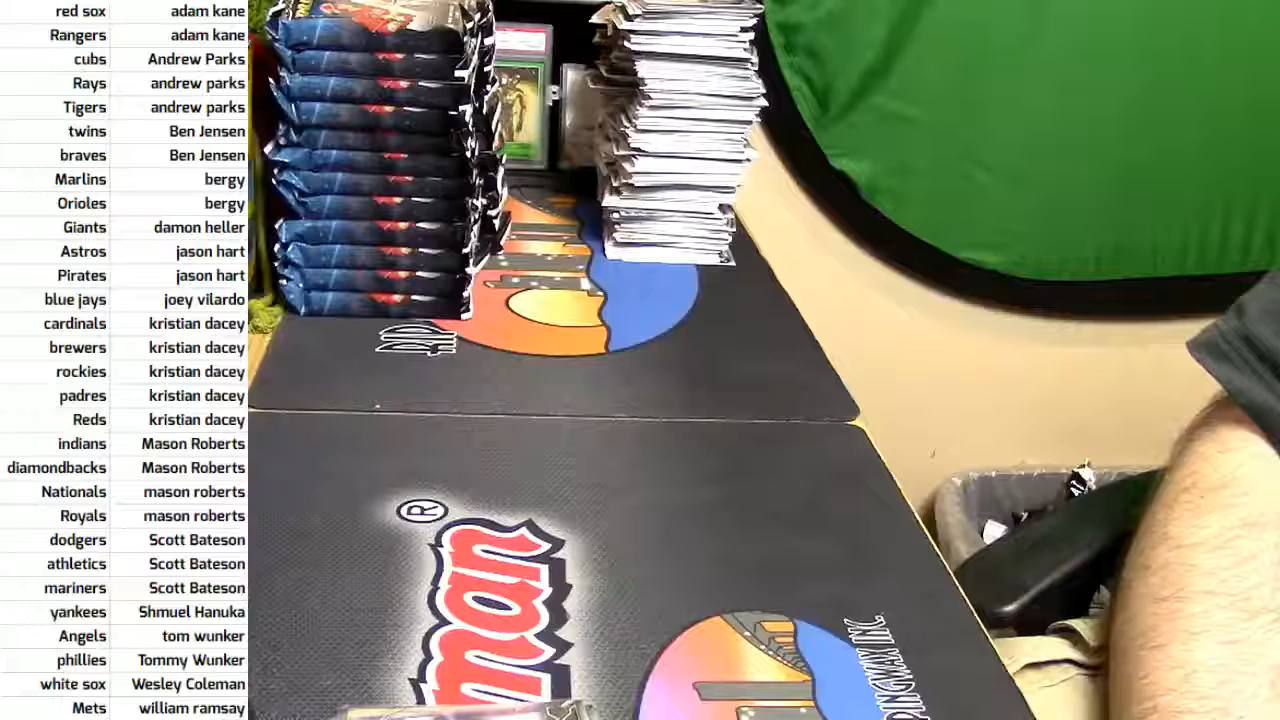 red sox adam kane
Rangers adam kane
cubs Andrew Parks
Rays andrew parks
Tigers andrew parks
twins Ben Jensen
braves Ben Jensen
Marlins bergy
Orioles bergy
Giants damon heller
Astros jason hart
Pirates jason hart
blue jays joey vilardo
cardinals kristian dacey
brewers kristian dacey
rockies kristian dacey
padres kristian dacey
Reds kristian dacey
indians Mason Roberts
diamondbacks Mason Roberts
Nationals mason roberts
Royals mason roberts
dodgers Scott Bateson
athletics Scott Bateson
mariners Scott Bateson
yankees Shmuel Hanuka
Angels tom wunker
phillies Tommy Wunker
white sox Wesley Coleman
Mets william ramsay
RIP
man®
PINGWAX INC.